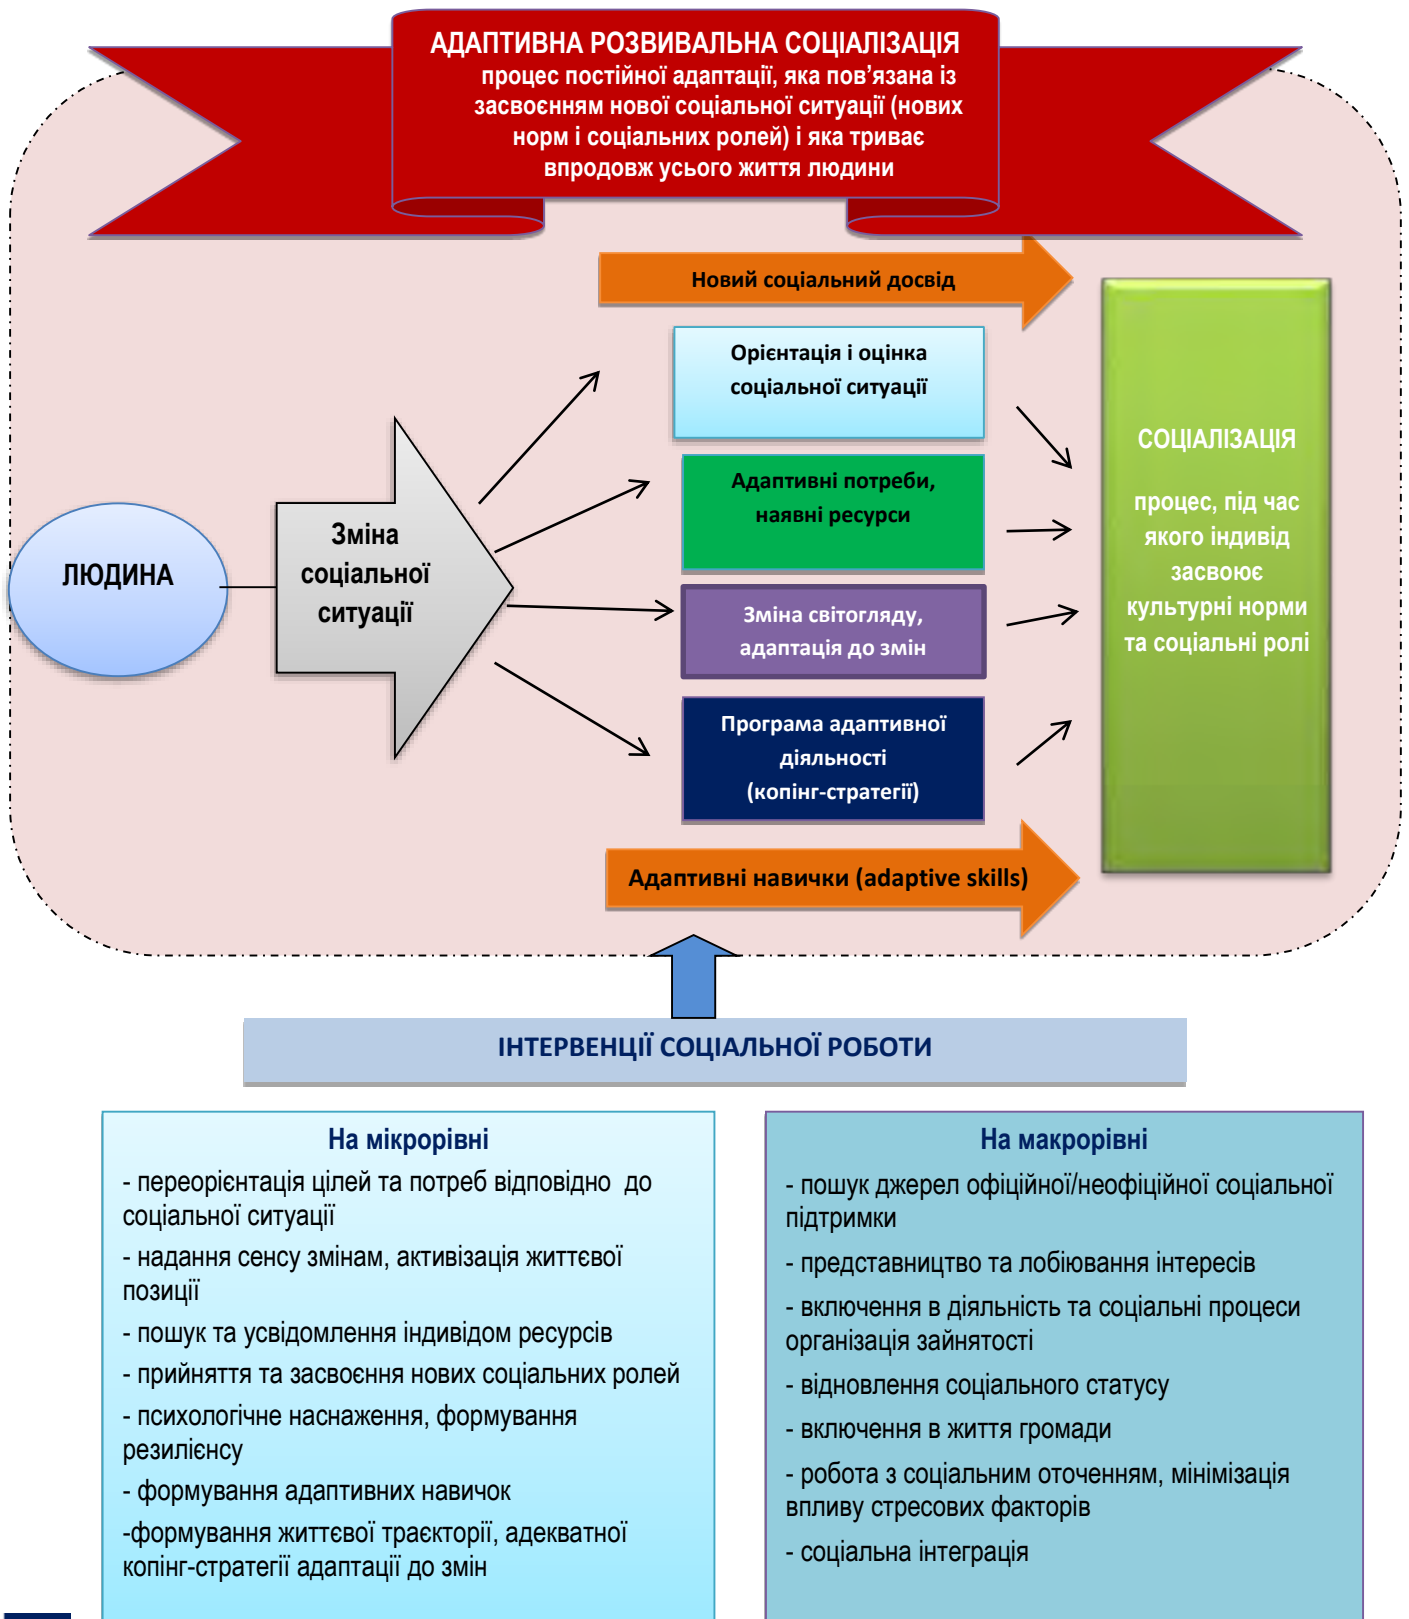 АДАПТИВНА РОЗВИВАЛЬНА СОЦІАЛІЗАЦІЯ
процес постійної адаптації, яка пов’язана із
засвоєнням нової соціальної ситуації (нових
норм і соціальних ролей) і яка триває
впродовж усього життя людини
Новий соціальний досвід
Орієнтація і оцінка
соціальної ситуації
Адаптивні потреби,
наявні ресурси
ЛЮДИНА
Зміна
соціальної
ситуації
Зміна світогляду,
адаптація до змін
Програма адаптивної
діяльності
(копінг-стратегії)
СОЦІАЛІЗАЦІЯ
процес, під час
якого індивід
засвоює
культурні норми
та соціальні ролі
Адаптивні навички (adaptive skills)
ІНТЕРВЕНЦІЇ СОЦІАЛЬНОЇ РОБОТИ
На мікрорівні
- переорієнтація цілей та потреб відповідно до
соціальної ситуації
- надання сенсу змінам, активізація життєвої
позиції
- пошук та усвідомлення індивідом ресурсів
- прийняття та засвоєння нових соціальних ролей
- психологічне наснаження, формування
резилієнсу
- формування адаптивних навичок
-формування життєвої траєкторії, адекватної
копінг-стратегії адаптації до змін
На макрорівні
- пошук джерел офіційної/неофіційної соціальної
підтримки
- представництво та лобіювання інтересів
- включення в діяльність та соціальні процеси
організація зайнятості
- відновлення соціального статусу
- включення в життя громади
- робота з соціальним оточенням, мінімізація
впливу стресових факторів
- соціальна інтеграція